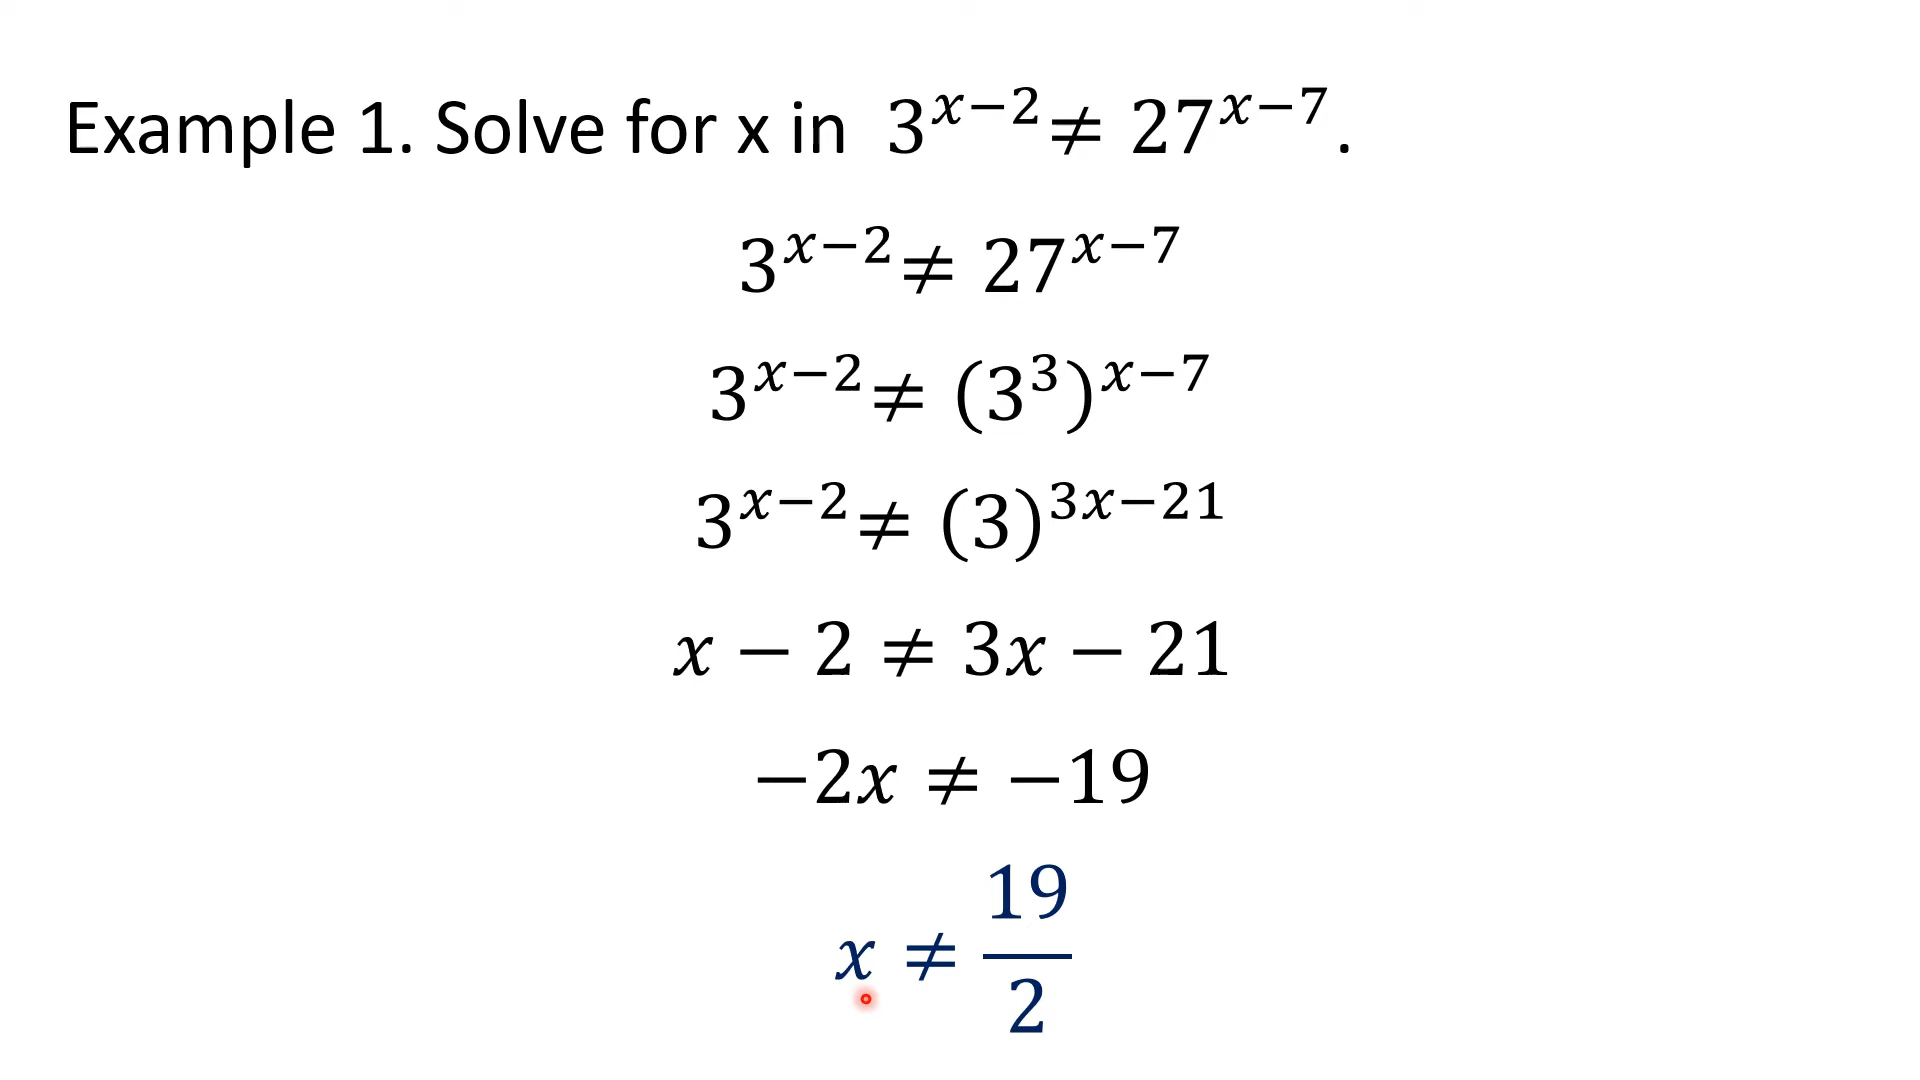 Example 1. Solve for x in 3^{x−2} ≠ 27^{x−7}.
3^{x−2} ≠ 27^{x−7}
3^{x−2} ≠ (3^{3})^{x−7}
3^{x−2} ≠ (3)^{3x−21}
x − 2 ≠ 3x − 21
−2x ≠ −19
x ≠ \frac{19}{2}